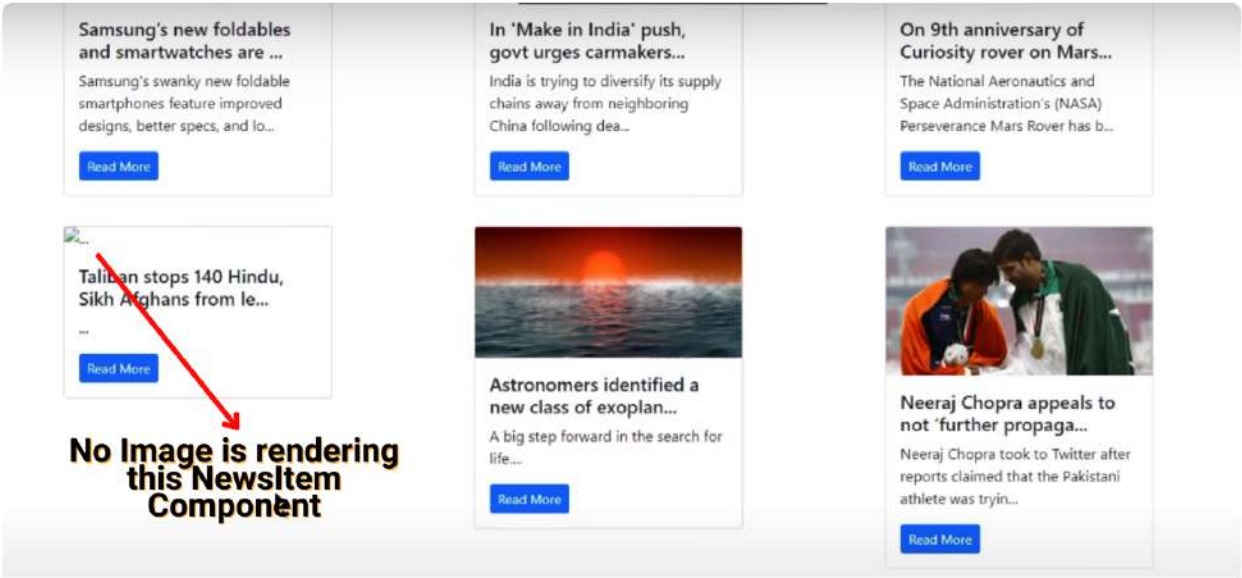 Samsung's new foldables
and smartwatches are ...
Samsung's swanky new foldable
smartphones feature improved
designs, better specs, and lo...
Read More
In 'Make in India' push,
govt urges carmakers...
India is trying to diversify its supply
chains away from neighboring
China following dea...
Read More
On 9th anniversary of
Curiosity rover on Mars...
The National Aeronautics and
Space Administration's (NASA)
Perseverance Mars Rover has b...
Read More
...
Taliban stops 140 Hindu,
Sikh Afghans from le...
...
Read More
No Image is rendering
this NewsItem
Component
Astronomers identified a
new class of exoplan...
A big step forward in the search for
life....
Read More
Neeraj Chopra appeals to
not 'further propaga...
Neeraj Chopra took to Twitter after
reports claimed that the Pakistani
athlete was tryin...
Read More